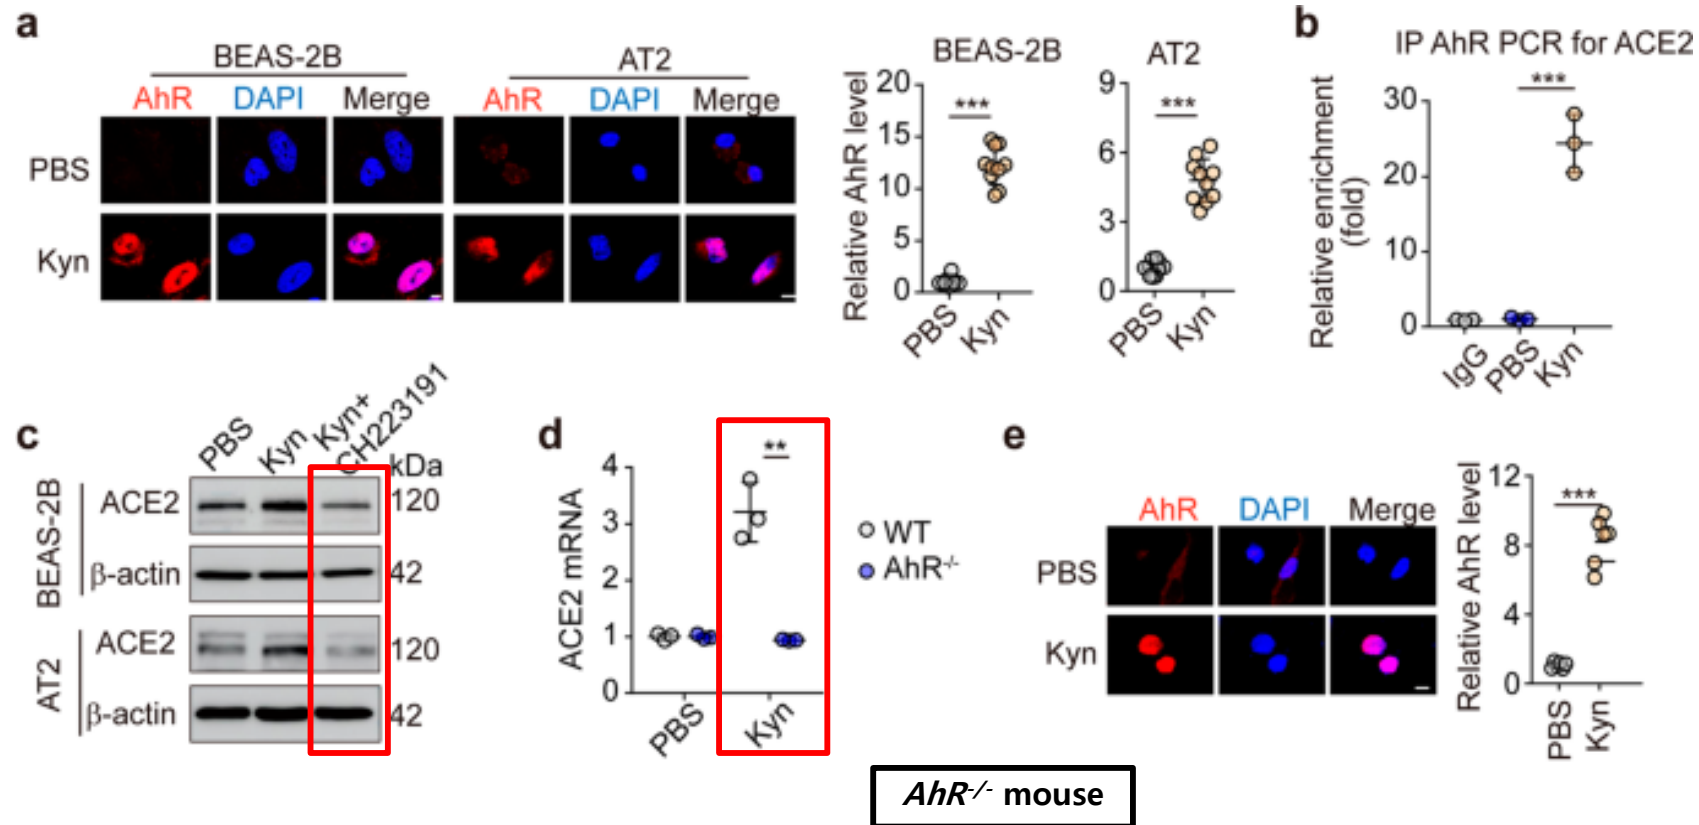 a
BEAS-2B
AhR DAPI Merge
AT2
AhR DAPI Merge
PBS
Kyn
BEAS-2B
Relative AhR level
20
15
10
5
0
***
PBS
Kyn
AT2
9
6
3
0
***
PBS
Kyn
b
IP AhR PCR for ACE2
Relative enrichment
(fold)
30
20
10
0
***
IgG
PBS
Kyn
c
PBS
Kyn
Kyn+
CH223191
kDa
BEAS-2B
ACE2
120
β-actin
42
AT2
ACE2
120
β-actin
42
d
ACE2 mRNA
4
3
2
1
0
**
PBS
Kyn
WT
AhR-/-
e
AhR DAPI Merge
PBS
Kyn
Relative AhR level
12
8
4
0
***
PBS
Kyn
AhR-/- mouse